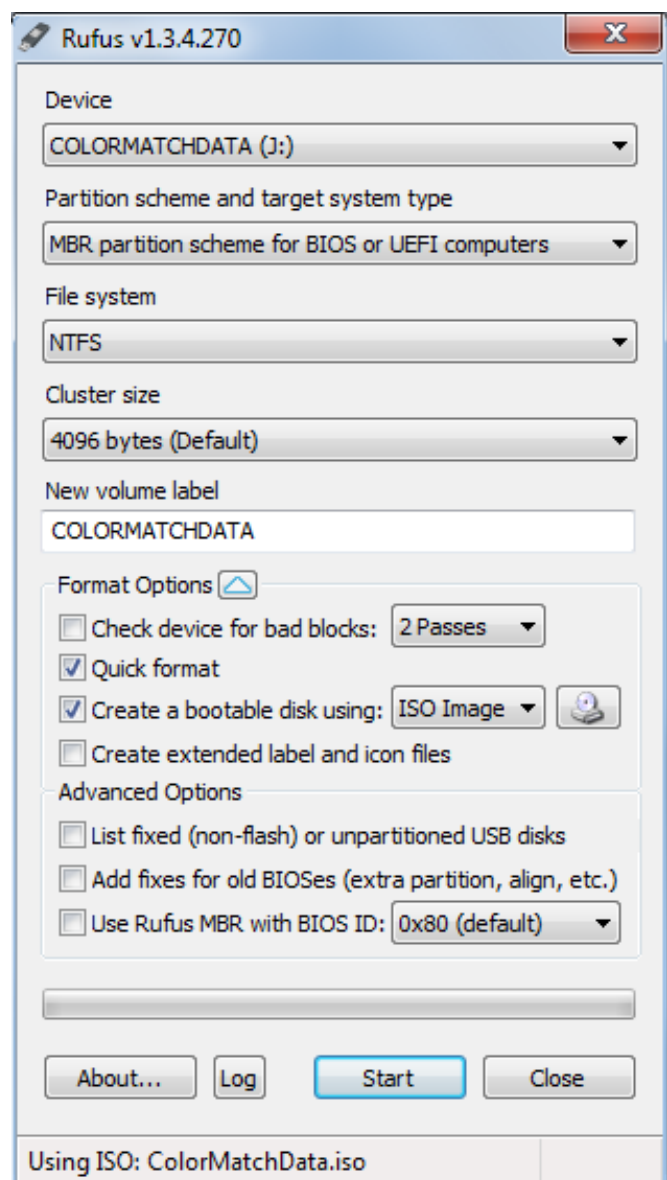 Rufus v1.3.4.270
Device
COLORMATCHDATA (J:)
Partition scheme and target system type
MBR partition scheme for BIOS or UEFI computers
File system
NTFS
Cluster size
4096 bytes (Default)
New volume label
COLORMATCHDATA
Format Options
Check device for bad blocks: 2 Passes
Quick format
Create a bootable disk using: ISO Image
Create extended label and icon files
Advanced Options
List fixed (non-flash) or unpartitioned USB disks
Add fixes for old BIOSes (extra partition, align, etc.)
Use Rufus MBR with BIOS ID: 0x80 (default)
About... Log Start Close
Using ISO: ColorMatchData.iso